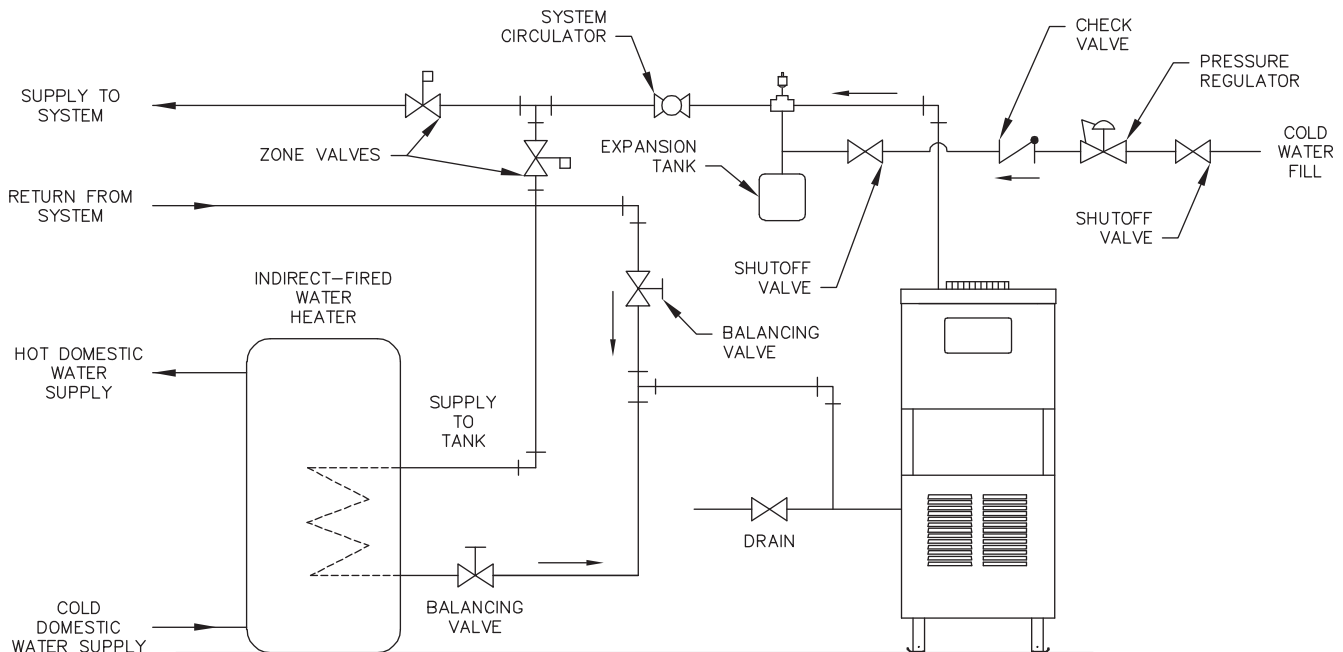 SYSTEM
CIRCULATOR
CHECK
VALVE
PRESSURE
REGULATOR
SUPPLY TO
SYSTEM
ZONE VALVES
EXPANSION
TANK
COLD
WATER
FILL
RETURN FROM
SYSTEM
SHUTOFF
VALVE
SHUTOFF
VALVE
INDIRECT-FIRED
WATER
HEATER
BALANCING
VALVE
HOT DOMESTIC
WATER
SUPPLY
SUPPLY
TO
TANK
DRAIN
BALANCING
VALVE
COLD
DOMESTIC
WATER SUPPLY